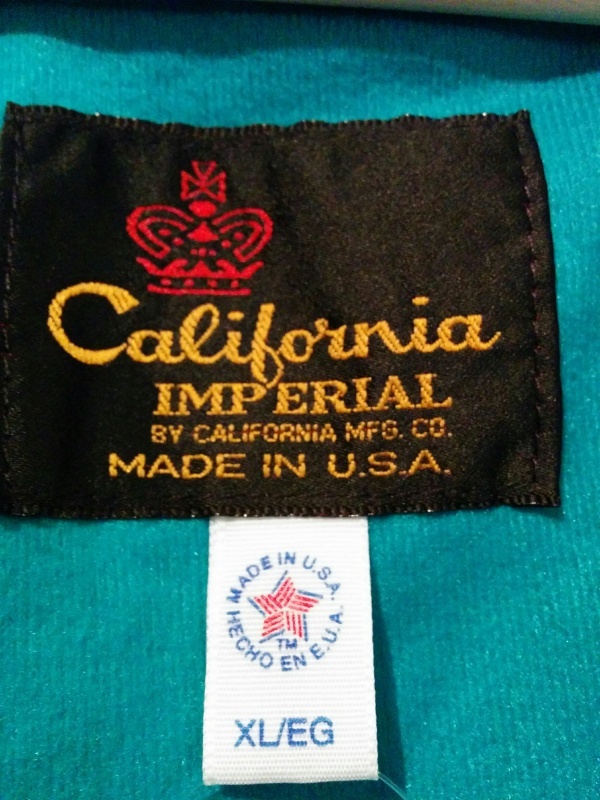 California
IMPERIAL
BY CALIFORNIA MFG. CO.
MADE IN U.S.A.
MADE IN U.S.A.
HECHO EN E.U.A.
TM
XL/EG